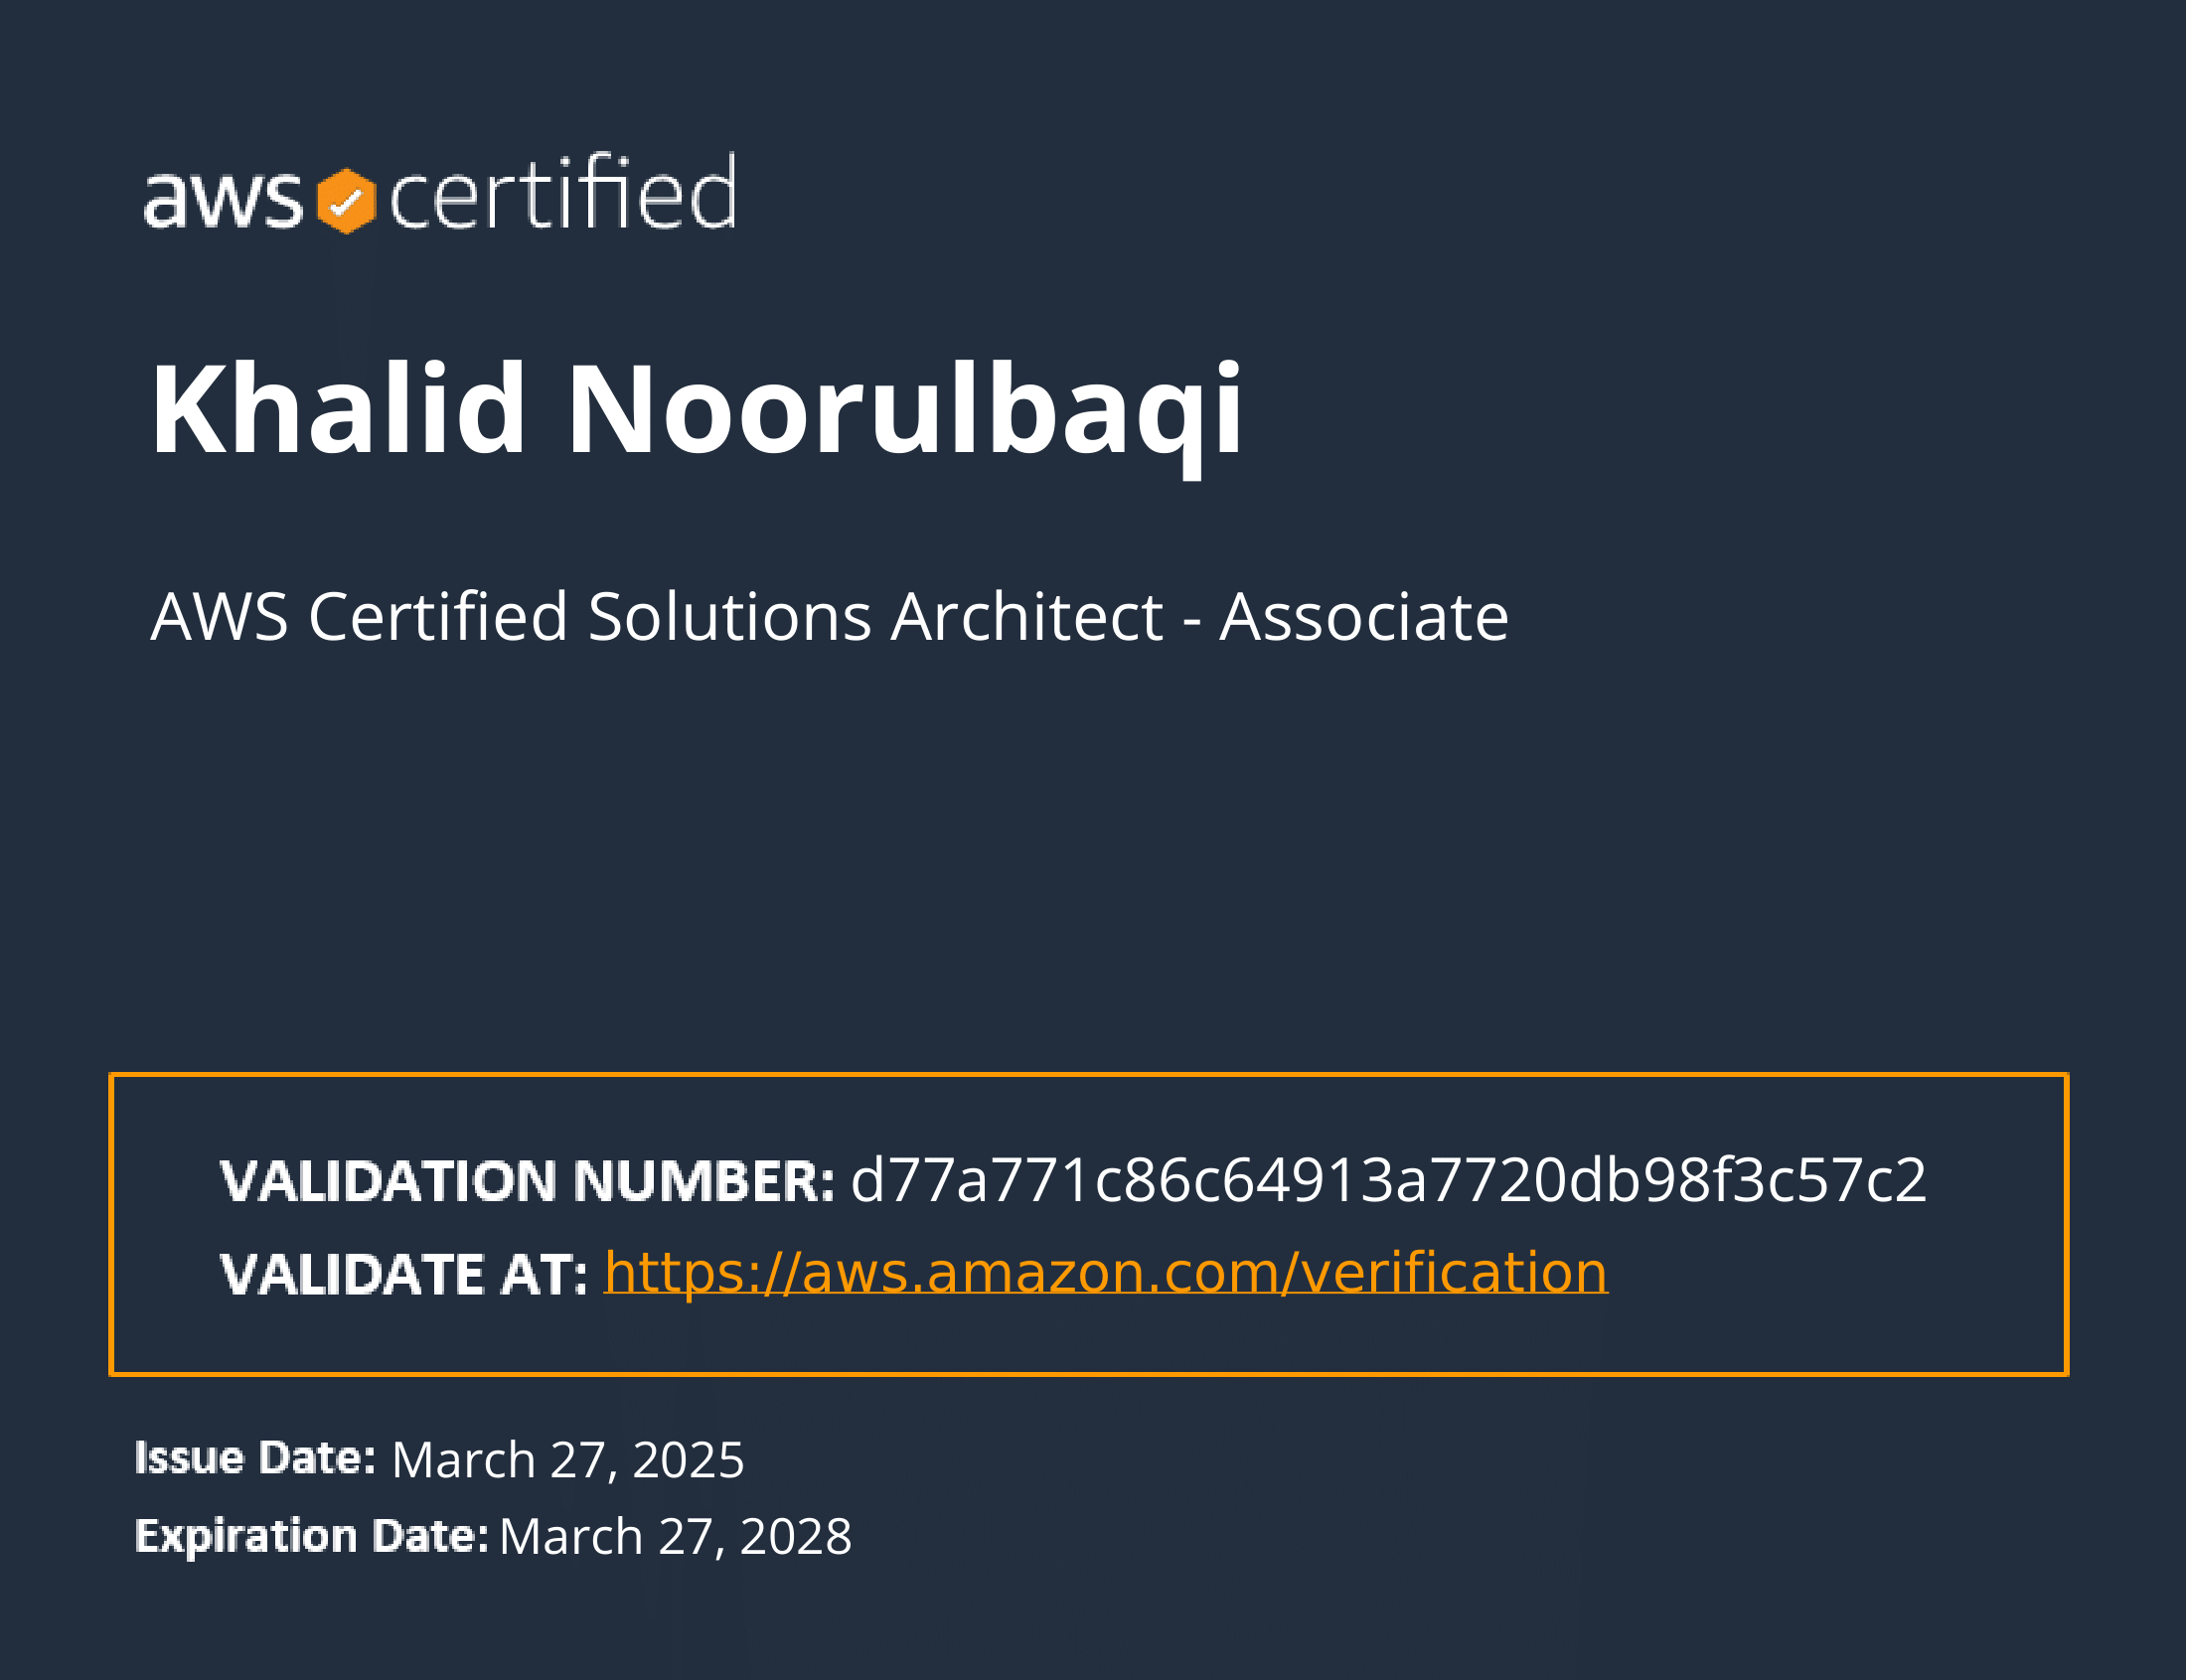 aws certified
Khalid Noorulbaqi
AWS Certified Solutions Architect - Associate
VALIDATION NUMBER: d77a771c86c64913a7720db98f3c57c2
VALIDATE AT: https://aws.amazon.com/verification
Issue Date: March 27, 2025
Expiration Date: March 27, 2028